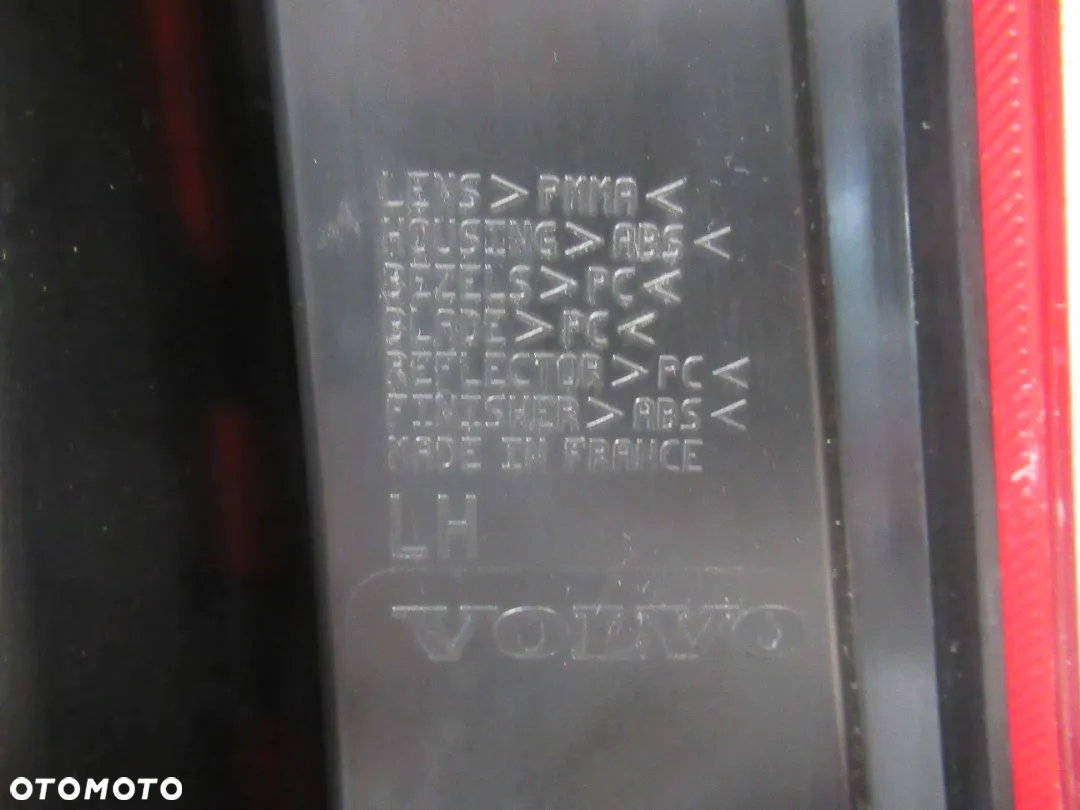 LENS>PMMA<
HOUSING>ABS<
BEZELS>PC<
BLADE>PC<
REFLECTOR>PC<
FINISHER>ABS<
MADE IN FRANCE
LH
VOLVO
OTOMOTO